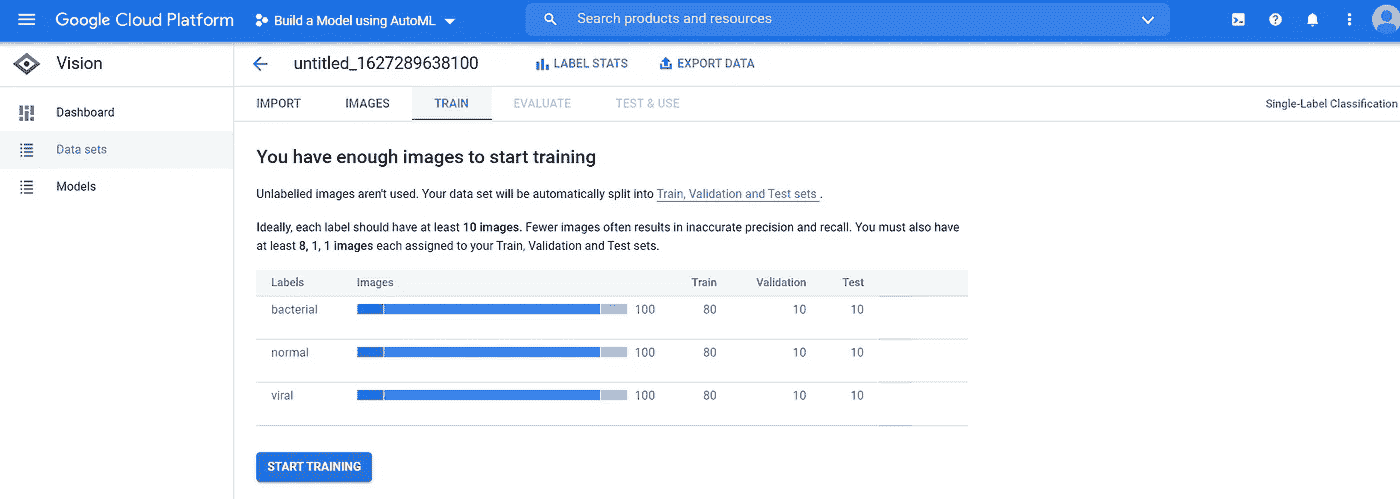 Google Cloud Platform
Build a Model using AutoML
Search products and resources
Vision
untitled_1627289638100
LABEL STATS
EXPORT DATA
Dashboard
Data sets
Models
IMPORT
IMAGES
TRAIN
EVALUATE
TEST & USE
Single-Label Classification
You have enough images to start training
Unlabelled images aren't used. Your data set will be automatically split into Train, Validation and Test sets .
Ideally, each label should have at least 10 images. Fewer images often results in inaccurate precision and recall. You must also have
at least 8, 1, 1 images each assigned to your Train, Validation and Test sets.
Labels Images Train Validation Test
bacterial 100 80 10 10
normal 100 80 10 10
viral 100 80 10 10
START TRAINING